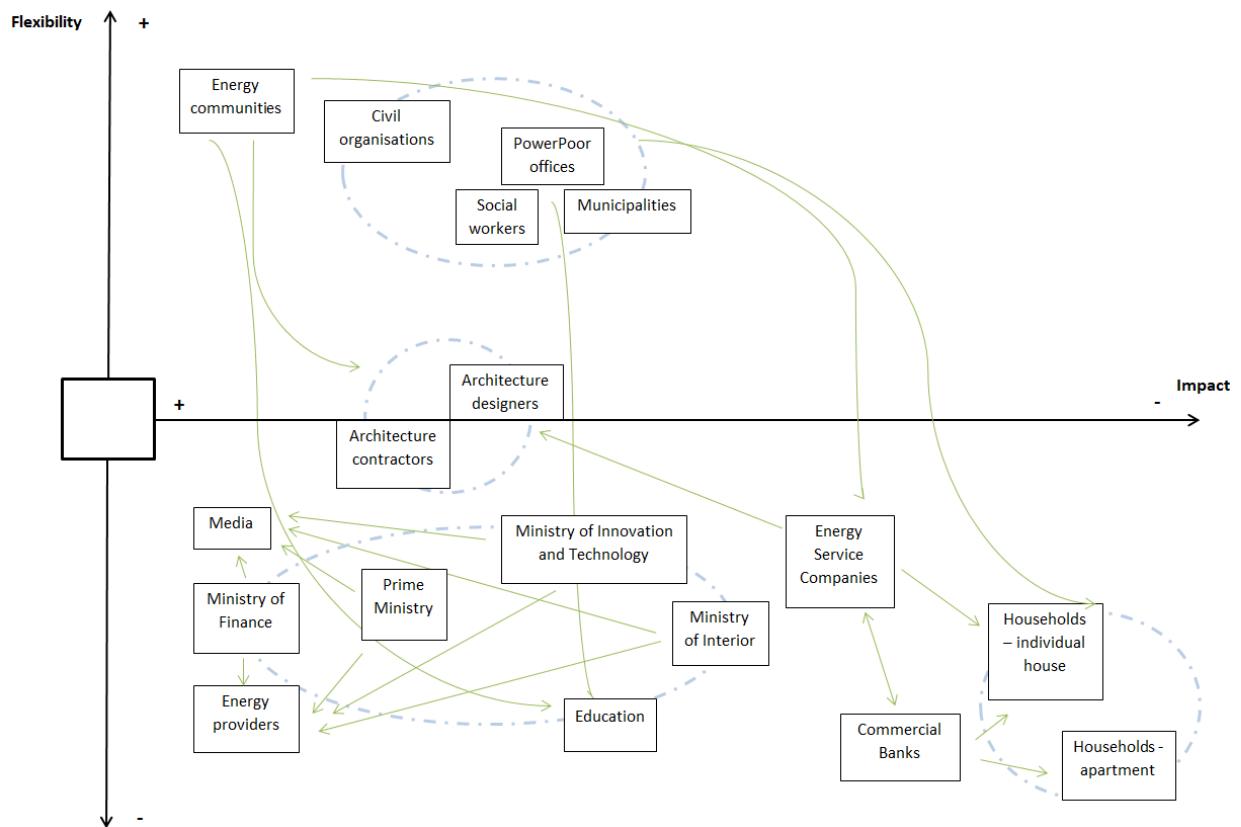 Flexibility
+
Energy
communities
Civil
organisations
PowerPoor
offices
Social
workers
Municipalities
Architecture
designers
Impact
+
-
Architecture
contractors
Media
Ministry of Innovation
and Technology
Energy
Service
Companies
Ministry of
Finance
Prime
Ministry
Ministry
of Interior
Households
– individual
house
Energy
providers
Education
Commercial
Banks
Households -
apartment
-